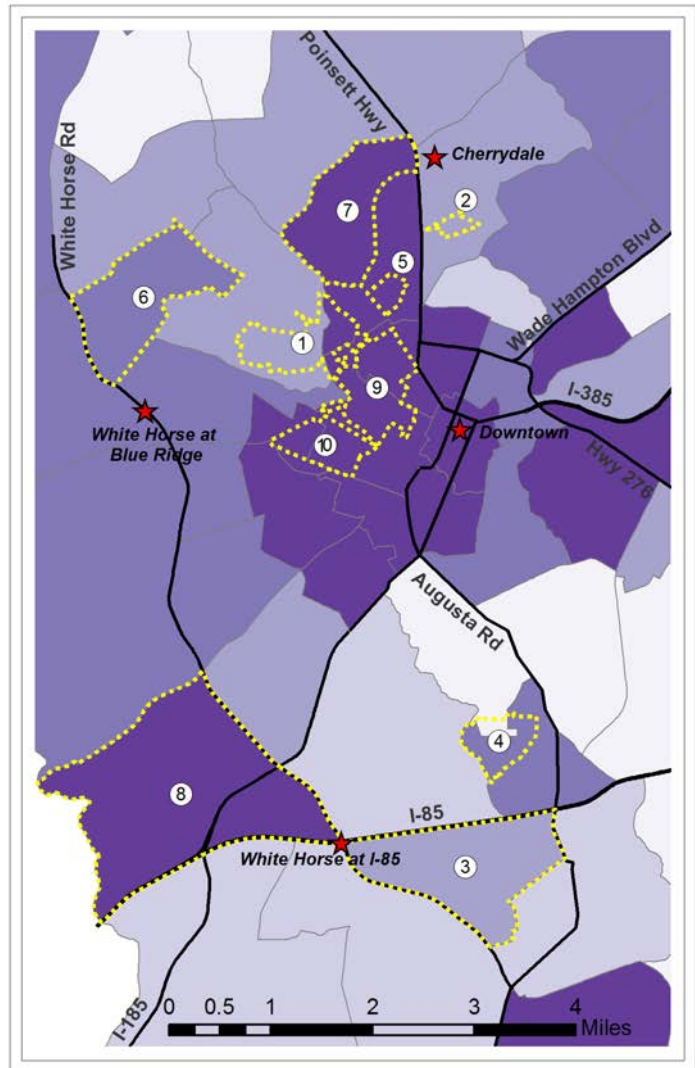 Poinsett Hwy
White Horse Rd
Cherrydale
2
7
5
Wade Hampton Blvd
6
1
9
I-385
White Horse at
Blue Ridge
10
Downtown
Hwy 276
Augusta Rd
4
8
I-85
White Horse at I-85
3
I-185
0 0.5 1 2 3 4
Miles